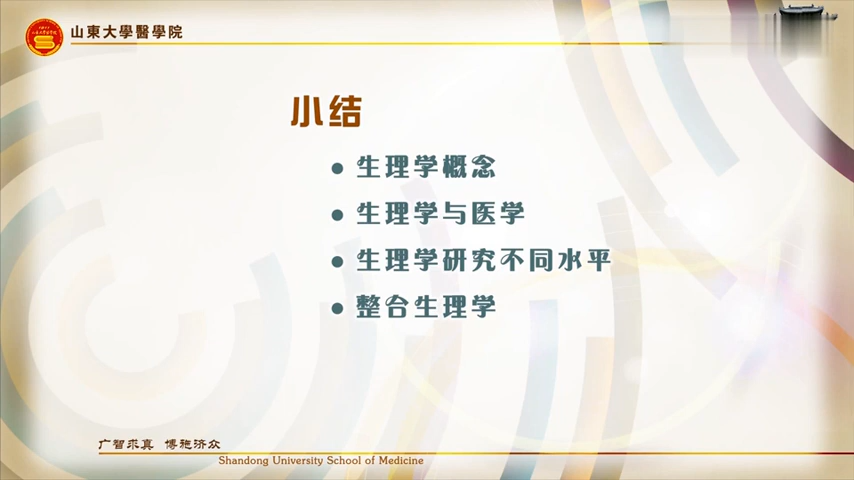 山東大學醫學院
小结
● 生理学概念
● 生理学与医学
● 生理学研究不同水平
● 整合生理学
广智求真 博施济众
Shandong University School of Medicine